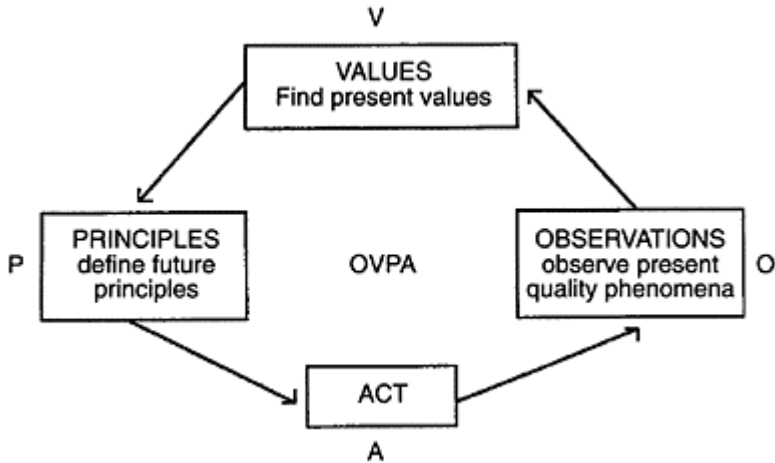 V
VALUES
Find present values
P
PRINCIPLES
define future
principles
OVPA
OBSERVATIONS
observe present
quality phenomena
O
ACT
A